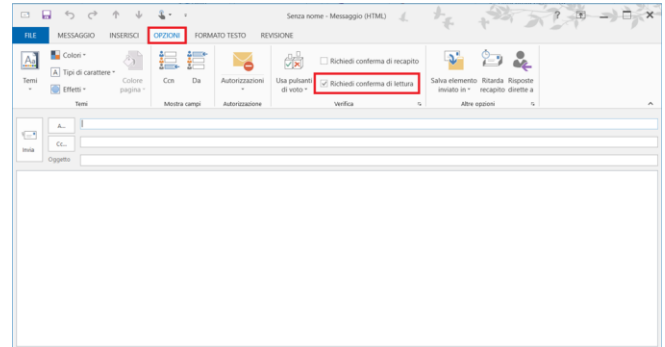 Senza nome - Messaggio (HTML)
?
FILE MESSAGGIO INSERISCI OPZIONI FORMATO TESTO REVISIONE
Temi
Colori
Tipi di carattere
Effetti
Colore pagina
Ccn
Da
Autorizzazioni
Usa pulsanti di voto
Richiedi conferma di recapito
Richiedi conferma di lettura
Salva elemento inviato in
Ritarda recapito
Risposte dirette a
Temi Mostra campi Autorizzazione Verifica Altre opzioni
Invia
A...
Cc...
Oggetto